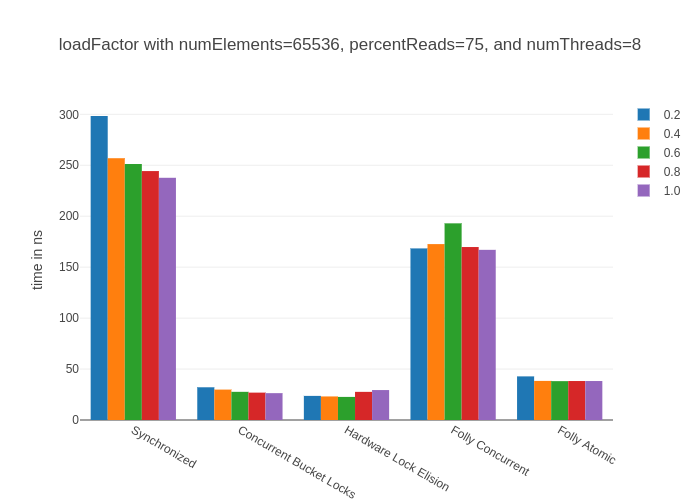 loadFactor with numElements=65536, percentReads=75, and numThreads=8
300
250
200
150
100
50
0
time in ns
Synchronized
Concurrent Bucket Locks
Hardware Lock Elision
Folly Concurrent
Folly Atomic
0.2
0.4
0.6
0.8
1.0